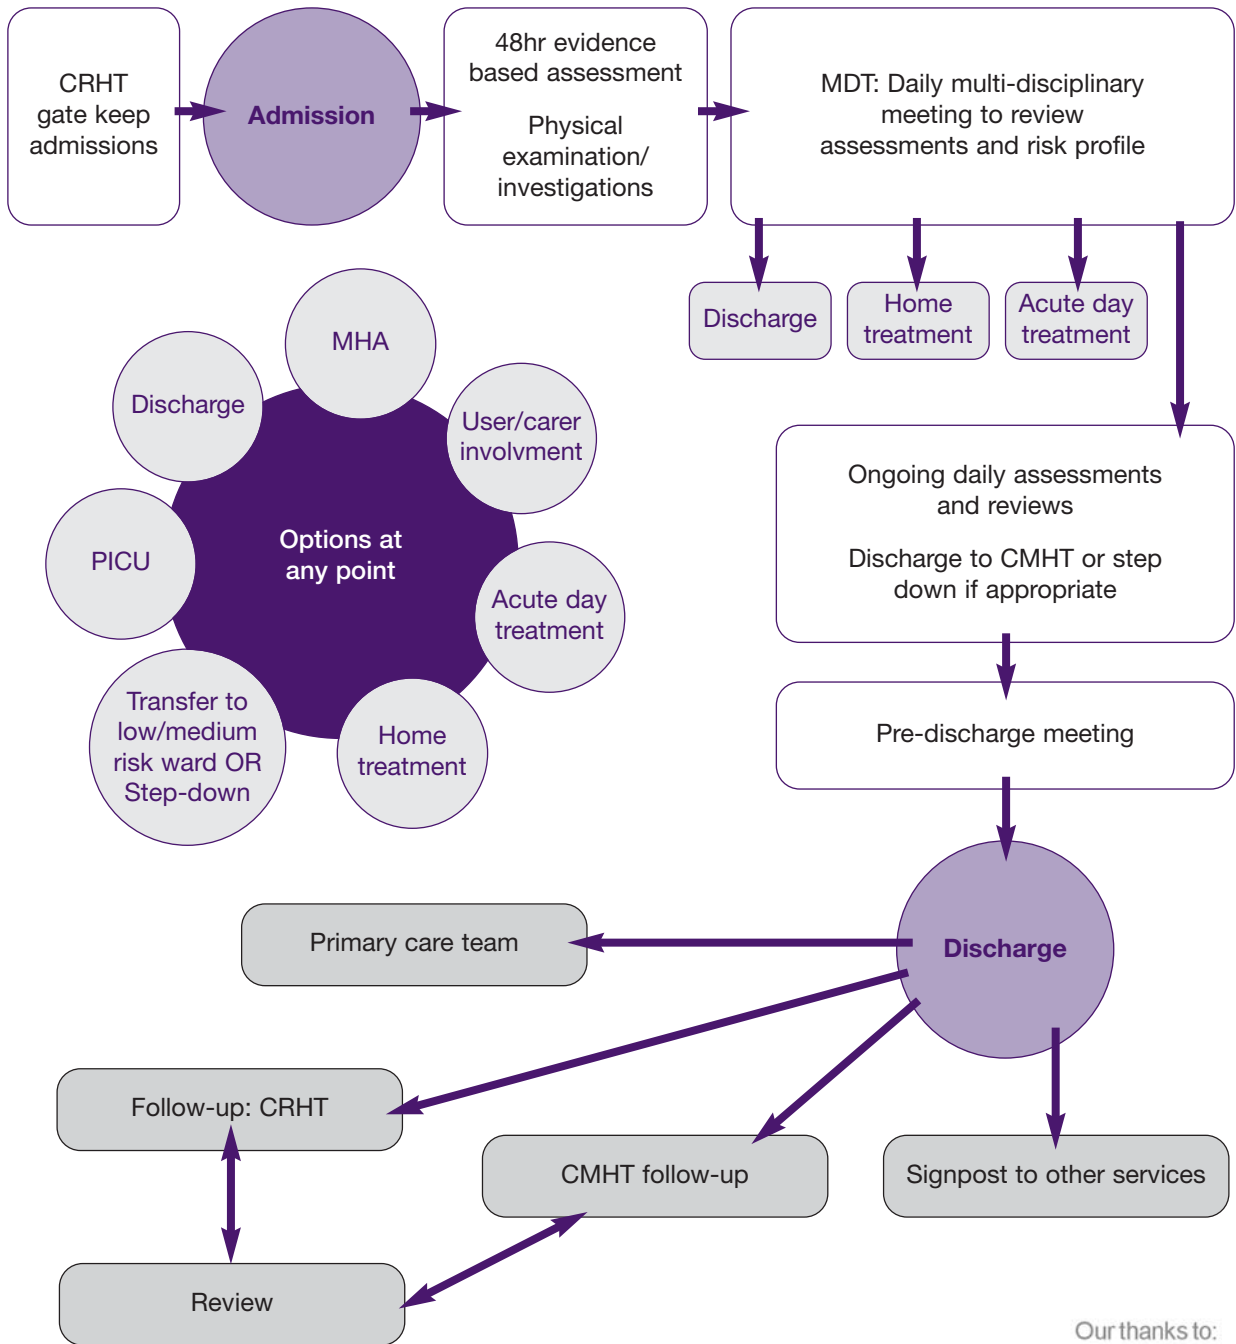 CRHT
gate keep
admissions
Admission
48hr evidence
based assessment
Physical
examination/
investigations
MDT: Daily multi-disciplinary
meeting to review
assessments and risk profile
Discharge
Home
treatment
Acute day
treatment
MHA
Discharge
User/carer
involvment
PICU
Options at
any point
Acute day
treatment
Transfer to
low/medium
risk ward OR
Step-down
Home
treatment
Ongoing daily assessments
and reviews
Discharge to CMHT or step
down if appropriate
Pre-discharge meeting
Discharge
Primary care team
Follow-up: CRHT
CMHT follow-up
Signpost to other services
Review
Our thanks to: